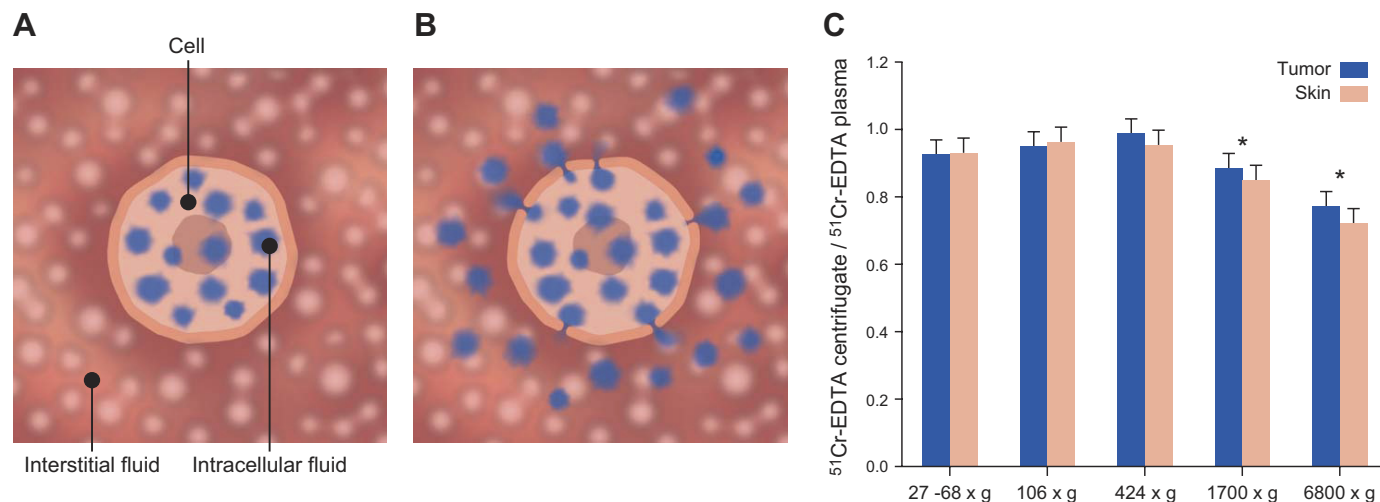 A
Cell
Interstitial fluid
Intracellular fluid
B
C
⁵¹Cr-EDTA centrifugate / ⁵¹Cr-EDTA plasma
1.2
1.0
0.8
0.6
0.4
0.2
0.0
Tumor
Skin
*
*
27 -68 x g
106 x g
424 x g
1700 x g
6800 x g